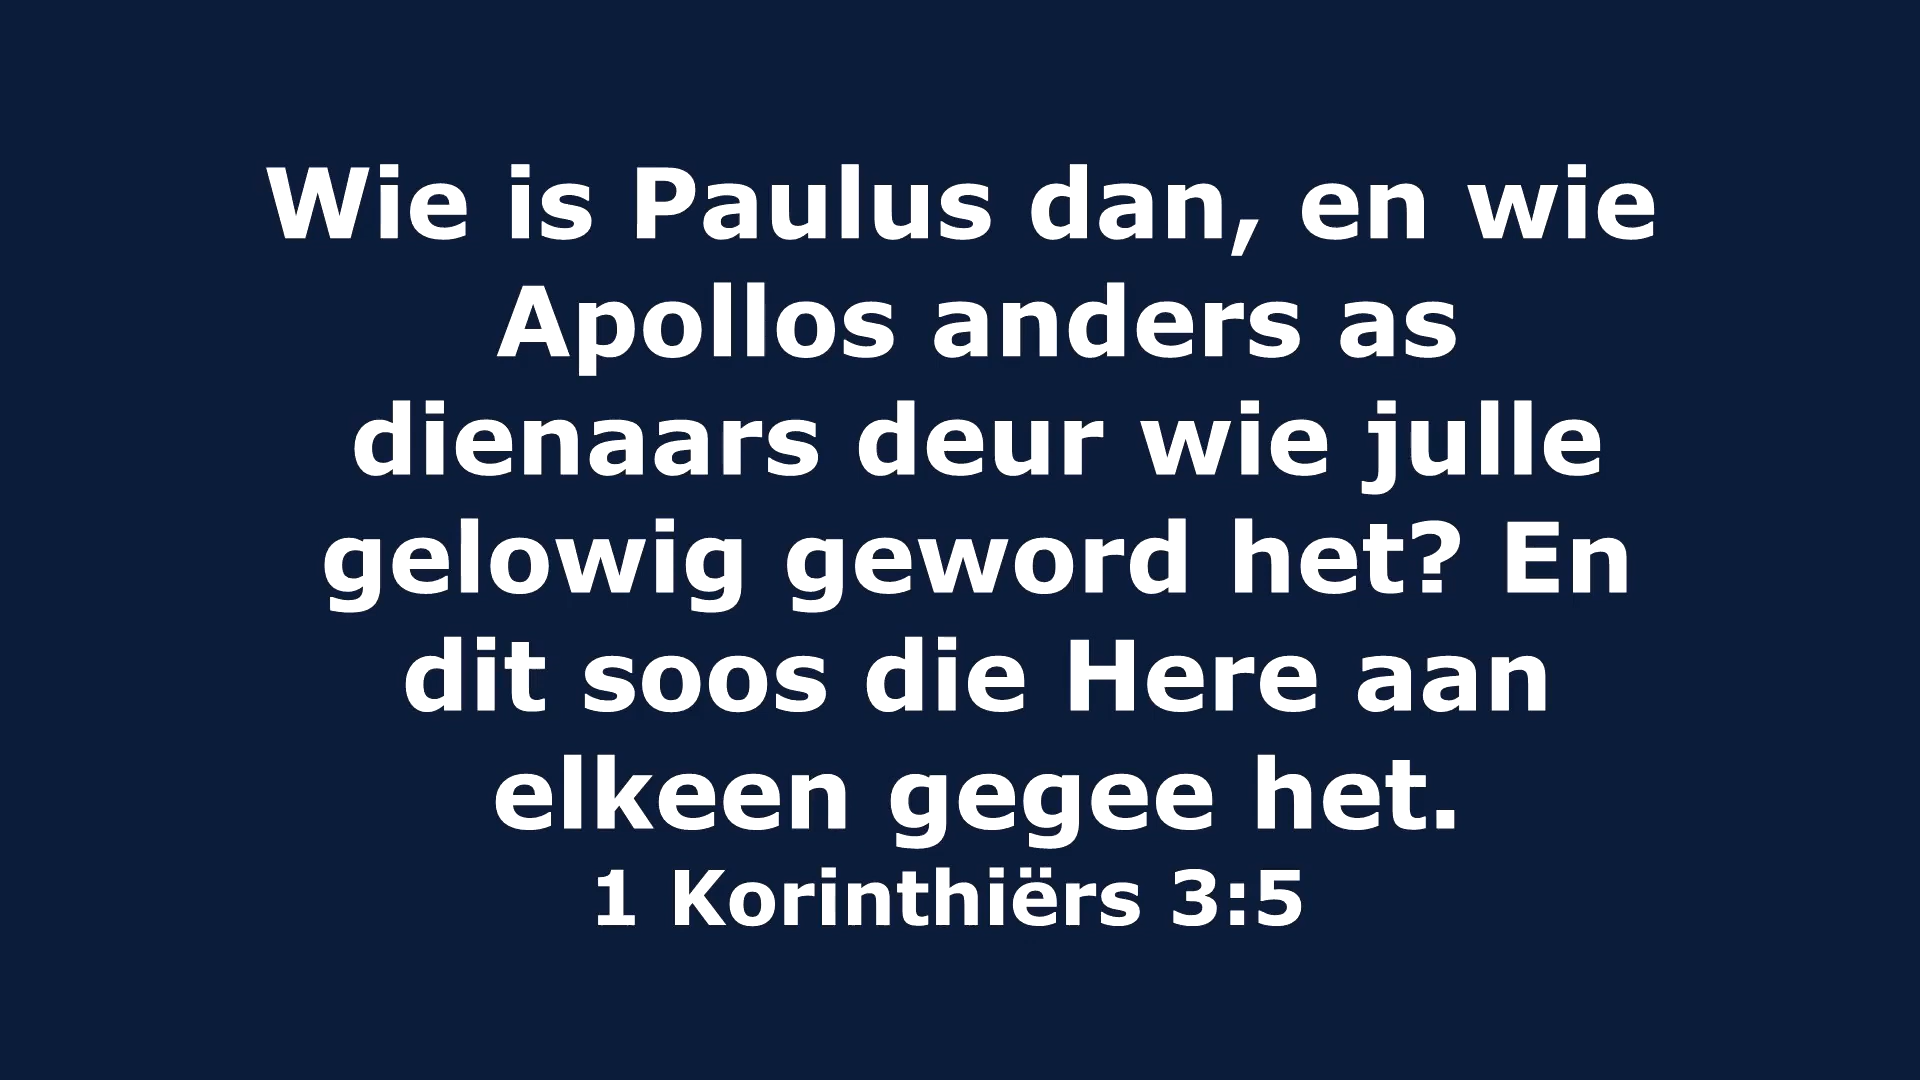 Wie is Paulus dan, en wie
Apollos anders as
dienaars deur wie julle
gelowig geword het? En
dit soos die Here aan
elkeen gegee het.
1 Korinthiërs 3:5